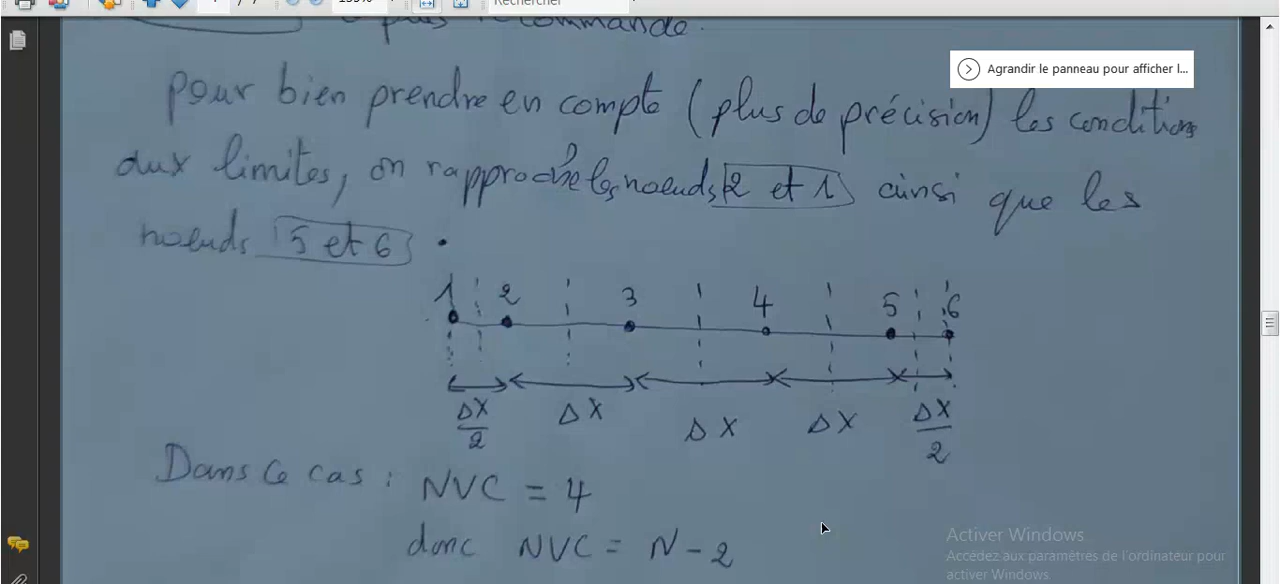 135%
Rechercher
à plus recommandé.
Agrandir le panneau pour afficher l...
pour bien prendre en compte (plus de précision) les conditions
aux limites, on rapproche les noeuds 2 et 1 ainsi que les
noeuds 5 et 6.
1 2 3 4 5 6
ΔX/2 ΔX ΔX ΔX ΔX/2
Dans ce cas : NVC = 4
donc NVC = N - 2
Activer Windows
Accédez aux paramètres de l'ordinateur pour
activer Windows.